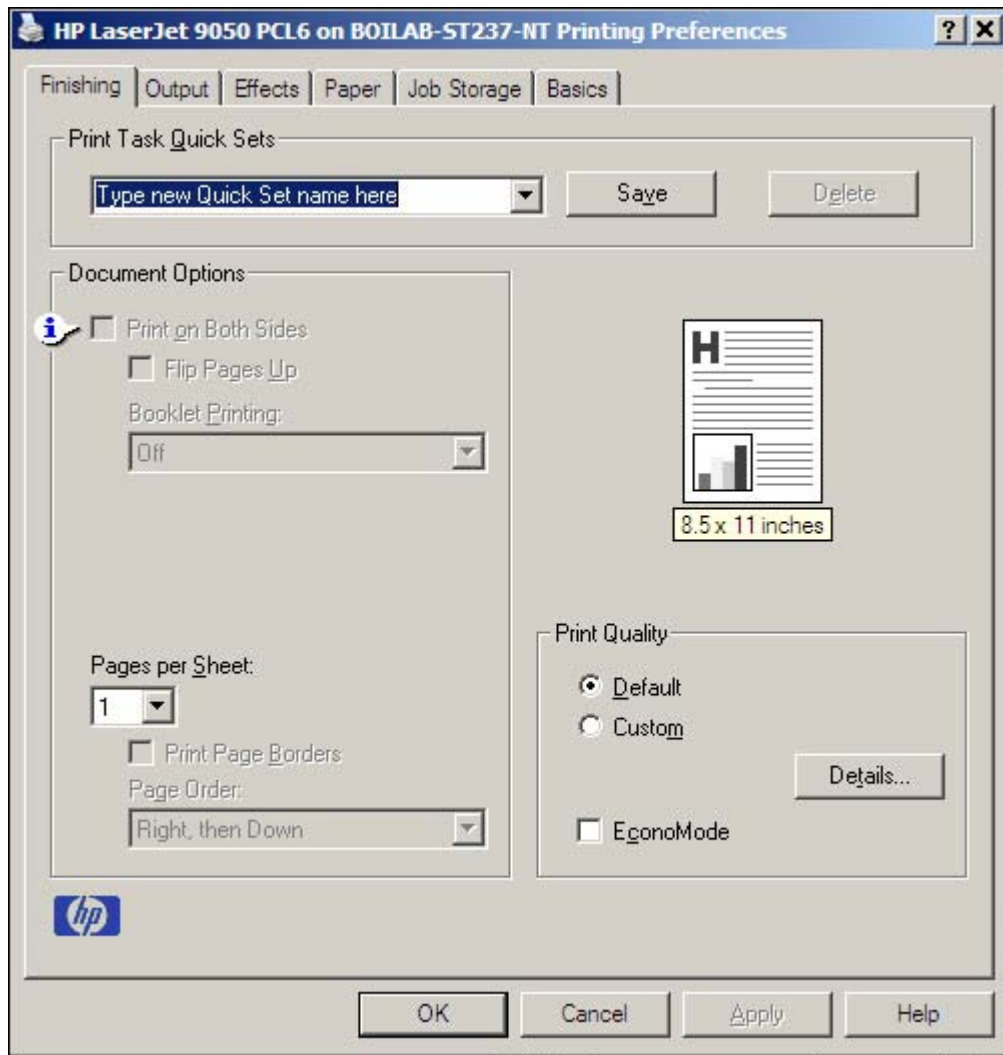 HP LaserJet 9050 PCL6 on BOILAB-ST237-NT Printing Preferences ? X
Finishing Output Effects Paper Job Storage Basics
Print Task Quick Sets
Type new Quick Set name here Save Delete
Document Options
i Print on Both Sides
Flip Pages Up
Booklet Printing:
Off
H
8.5 x 11 inches
Pages per Sheet:
1
Print Page Borders
Page Order:
Right, then Down
Print Quality
Default
Custom
Details...
EconoMode
hp
OK Cancel Apply Help